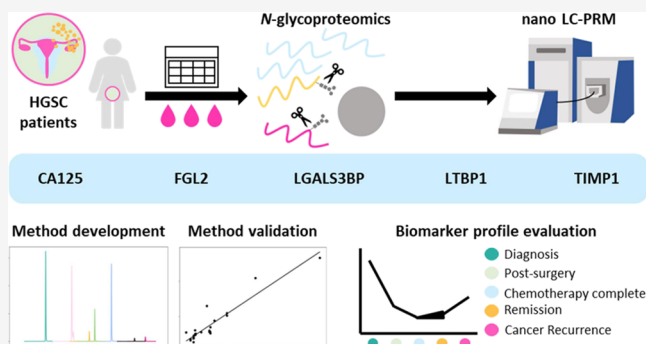 N-glycoproteomics
nano LC-PRM
HGSC
patients
CA125 FGL2 LGALS3BP LTBP1 TIMP1
Method development
Method validation
Biomarker profile evaluation
Diagnosis
Post-surgery
Chemotherapy complete
Remission
Cancer Recurrence